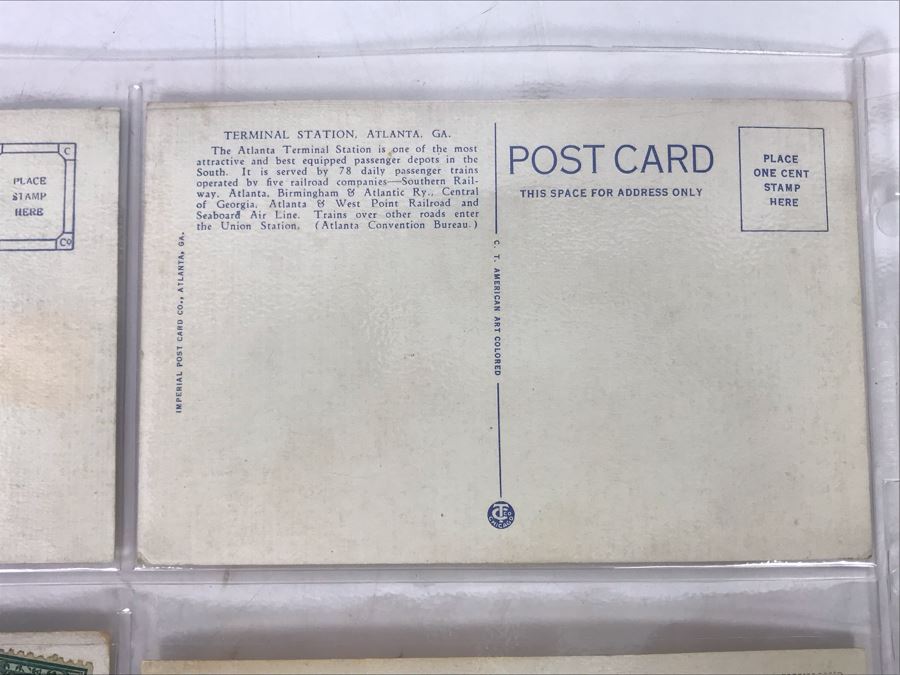 TERMINAL STATION, ATLANTA, GA.
The Atlanta Terminal Station is one of the most
attractive and best equipped passenger depots in the
South. It is served by 78 daily passenger trains
operated by five railroad companies—Southern Rail-
way, Atlanta, Birmingham & Atlantic Ry., Central
of Georgia, Atlanta & West Point Railroad and
Seaboard Air Line. Trains over other roads enter
the Union Station. (Atlanta Convention Bureau.)
IMPERIAL POST CARD CO., ATLANTA, GA.
C. T. AMERICAN ART COLORED
CT CO
CHICAGO
POST CARD
THIS SPACE FOR ADDRESS ONLY
PLACE
ONE CENT
STAMP
HERE
C
PLACE
STAMP
HERE
Co